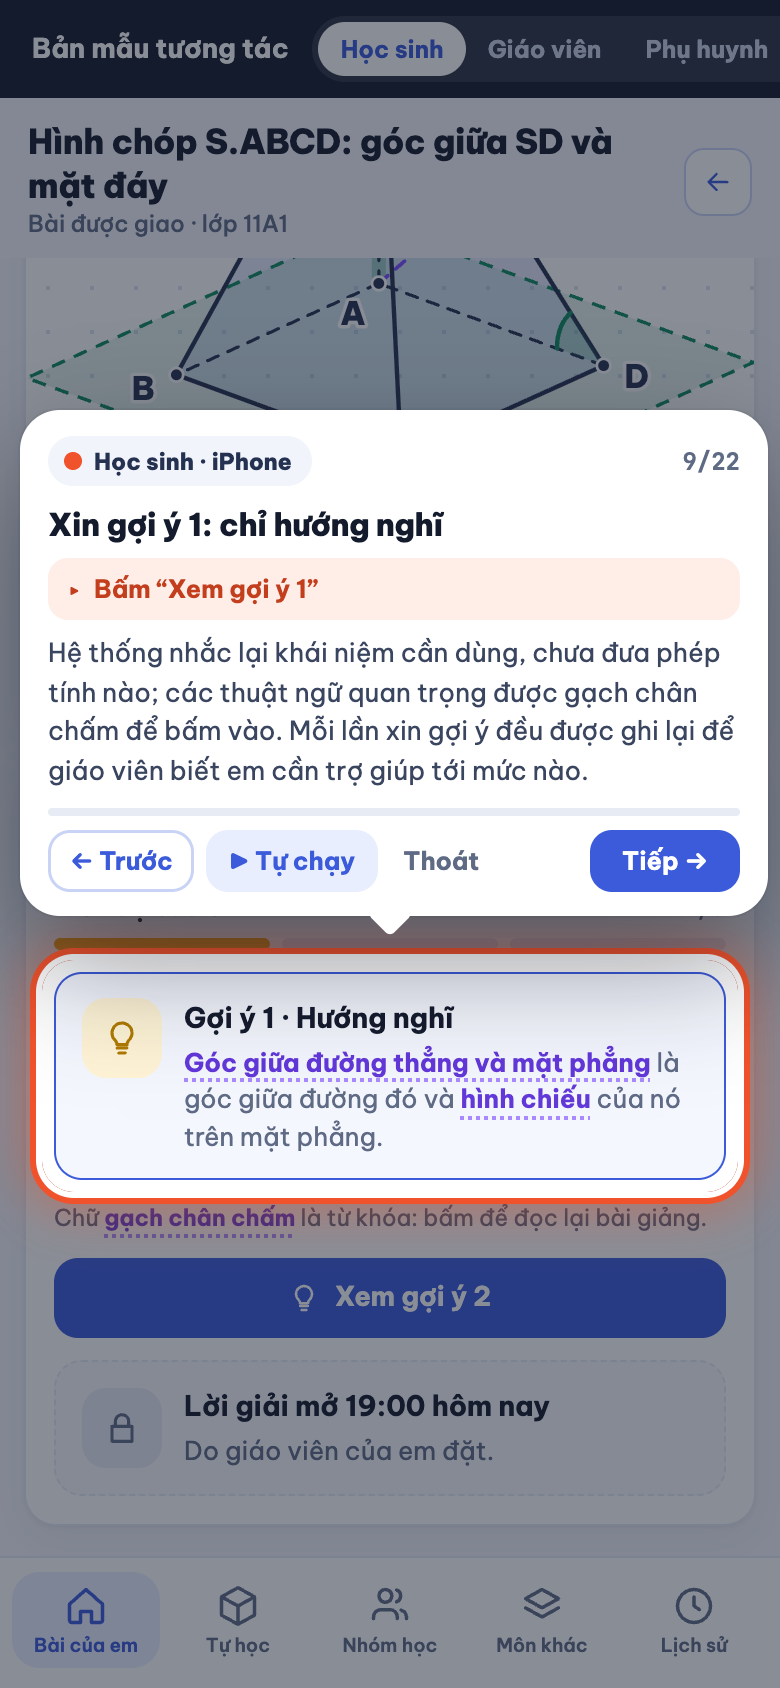 Bản mẫu tương tác
Học sinh
Giáo viên
Phụ huynh
Hình chóp S.ABCD: góc giữa SD và
mặt đáy
Bài được giao · lớp 11A1
A
B
D
Học sinh · iPhone
9/22
Xin gợi ý 1: chỉ hướng nghĩ
▸ Bấm “Xem gợi ý 1”
Hệ thống nhắc lại khái niệm cần dùng, chưa đưa phép
tính nào; các thuật ngữ quan trọng được gạch chân
chấm để bấm vào. Mỗi lần xin gợi ý đều được ghi lại để
giáo viên biết em cần trợ giúp tới mức nào.
← Trước
▶ Tự chạy
Thoát
Tiếp →
Gợi ý 1 · Hướng nghĩ
Góc giữa đường thẳng và mặt phẳng là
góc giữa đường đó và hình chiếu của nó
trên mặt phẳng.
Chữ gạch chân chấm là từ khóa: bấm để đọc lại bài giảng.
Xem gợi ý 2
Lời giải mở 19:00 hôm nay
Do giáo viên của em đặt.
Bài của em
Tự học
Nhóm học
Môn khác
Lịch sử